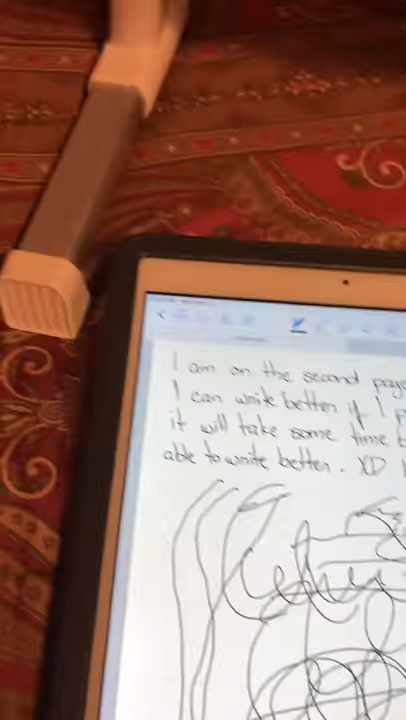 I am on the second page
I can write better if I
it will take some time
able to write better. XD